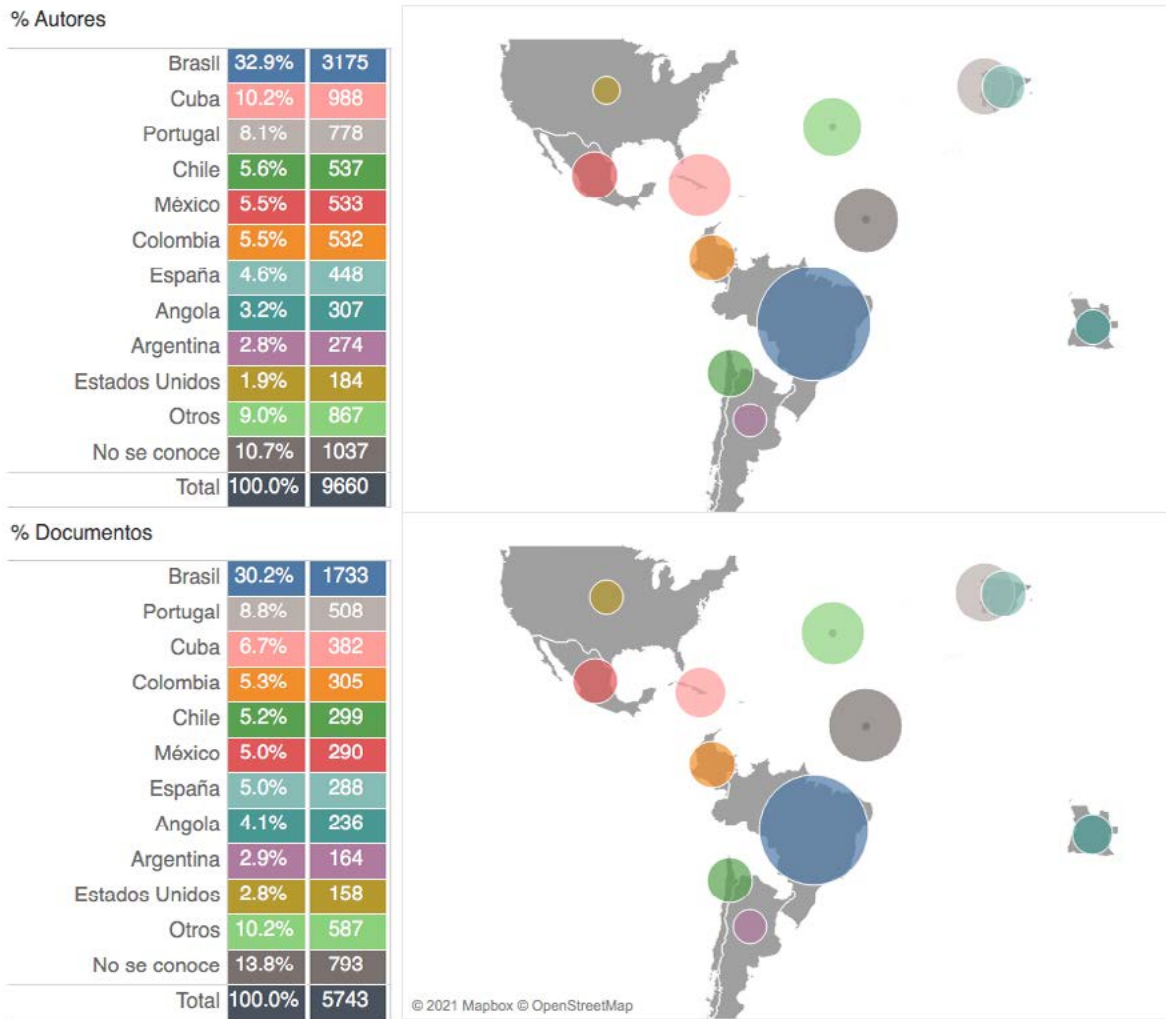 % Autores
Brasil 32.9% 3175
Cuba 10.2% 988
Portugal 8.1% 778
Chile 5.6% 537
México 5.5% 533
Colombia 5.5% 532
España 4.6% 448
Angola 3.2% 307
Argentina 2.8% 274
Estados Unidos 1.9% 184
Otros 9.0% 867
No se conoce 10.7% 1037
Total 100.0% 9660
% Documentos
Brasil 30.2% 1733
Portugal 8.8% 508
Cuba 6.7% 382
Colombia 5.3% 305
Chile 5.2% 299
México 5.0% 290
España 5.0% 288
Angola 4.1% 236
Argentina 2.9% 164
Estados Unidos 2.8% 158
Otros 10.2% 587
No se conoce 13.8% 793
Total 100.0% 5743
© 2021 Mapbox © OpenStreetMap